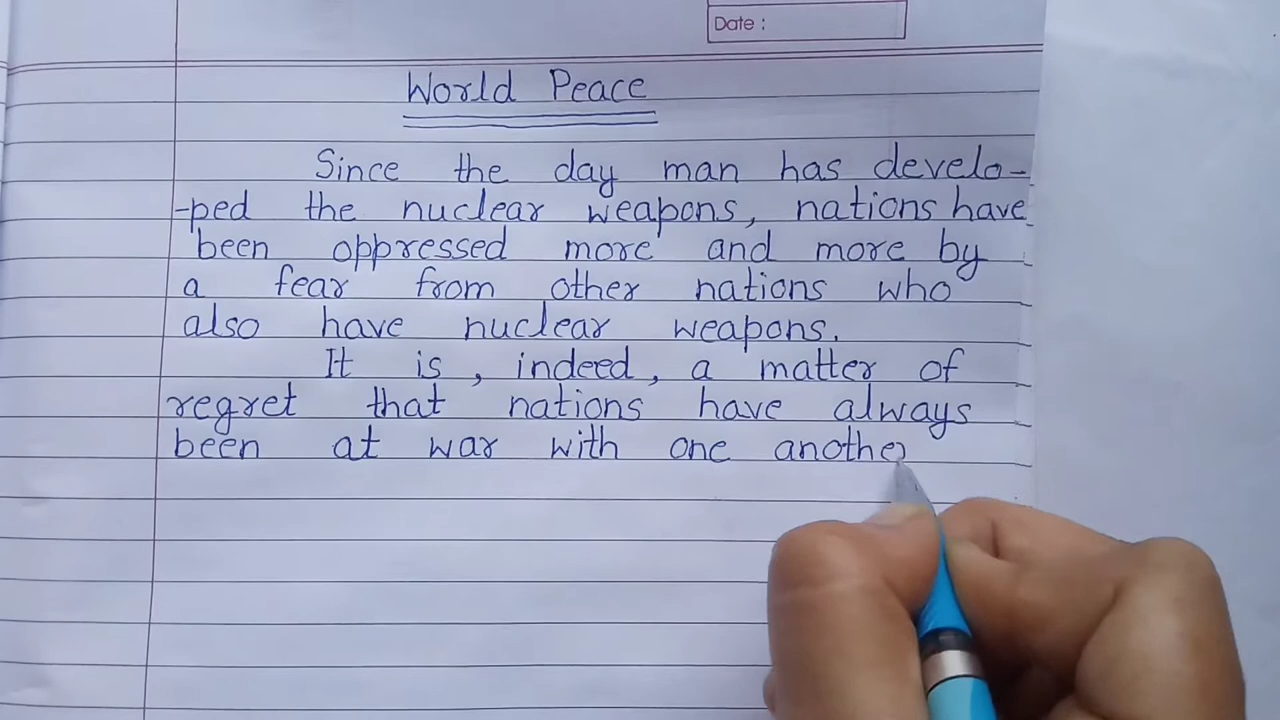 Date :
World Peace
Since the day man has develo-
-ped the nuclear weapons, nations have
been oppressed more and more by
a fear from other nations who
also have nuclear weapons.
It is, indeed, a matter of
regret that nations have always
been at war with one anothe